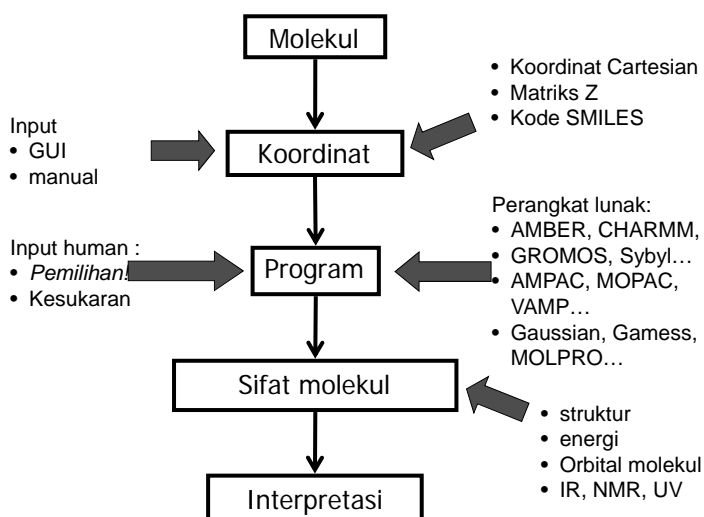 Molekul
• Koordinat Cartesian
• Matriks Z
• Kode SMILES
Input
• GUI
• manual
Koordinat
Perangkat lunak:
• AMBER, CHARMM,
• GROMOS, Sybyl…
• AMPAC, MOPAC,
VAMP…
• Gaussian, Gamess,
MOLPRO…
Input human :
• Pemilihan!
• Kesukaran
Program
Sifat molekul
• struktur
• energi
• Orbital molekul
• IR, NMR, UV
Interpretasi